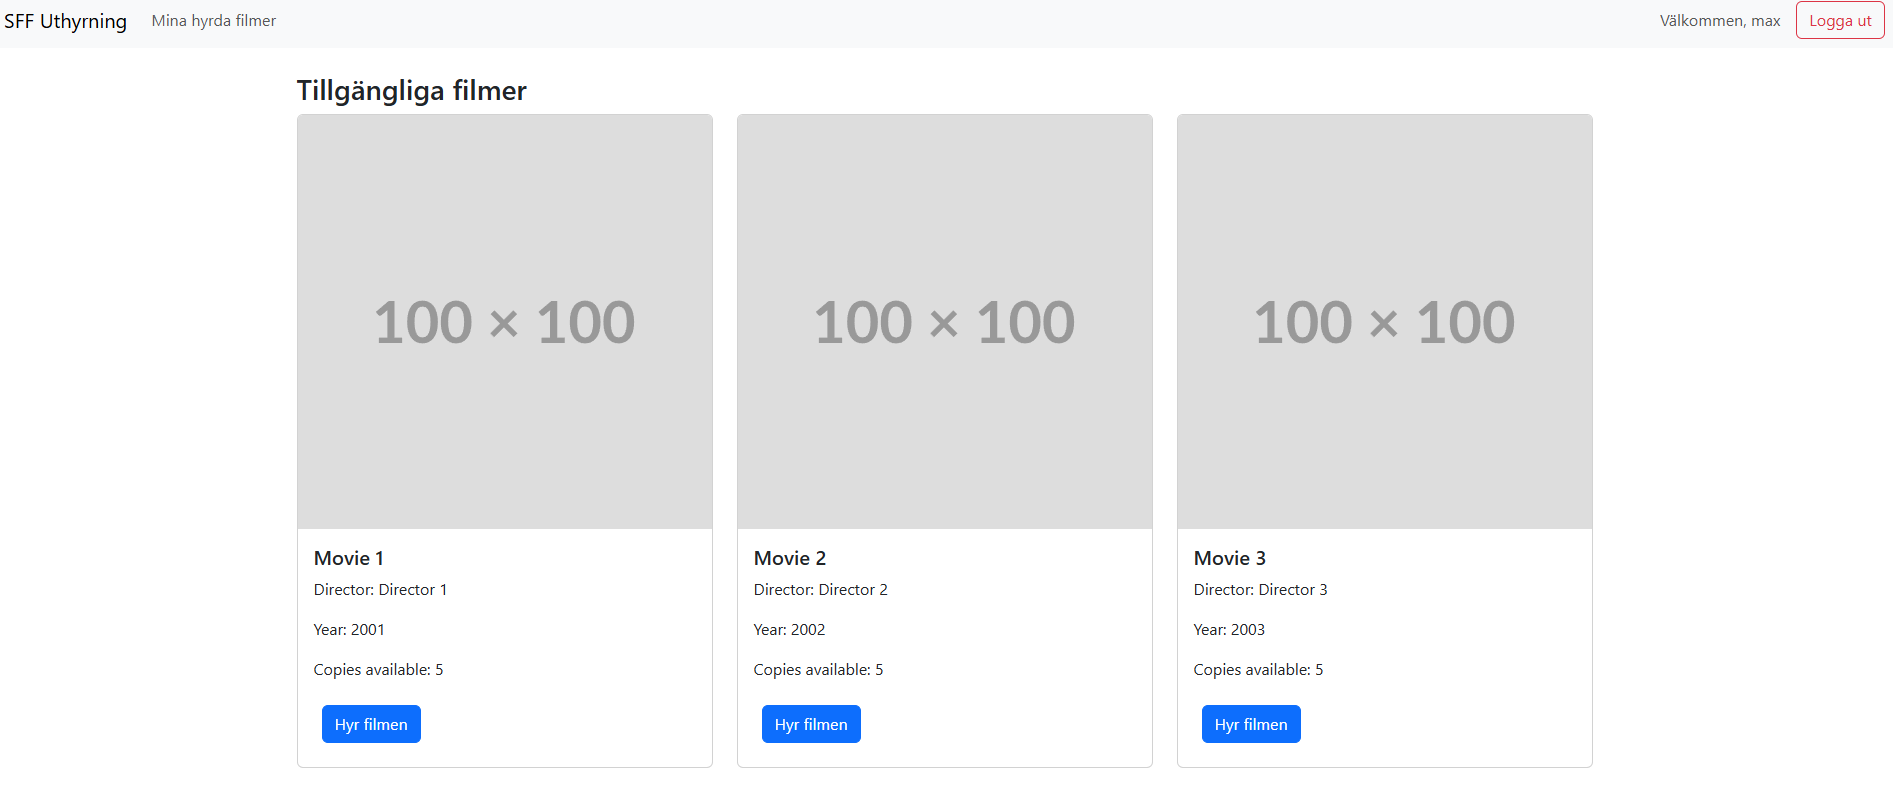 SFF Uthyrning Mina hyrda filmer Välkommen, max Logga ut
Tillgängliga filmer
100 × 100
Movie 1
Director: Director 1
Year: 2001
Copies available: 5
Hyr filmen
100 × 100
Movie 2
Director: Director 2
Year: 2002
Copies available: 5
Hyr filmen
100 × 100
Movie 3
Director: Director 3
Year: 2003
Copies available: 5
Hyr filmen